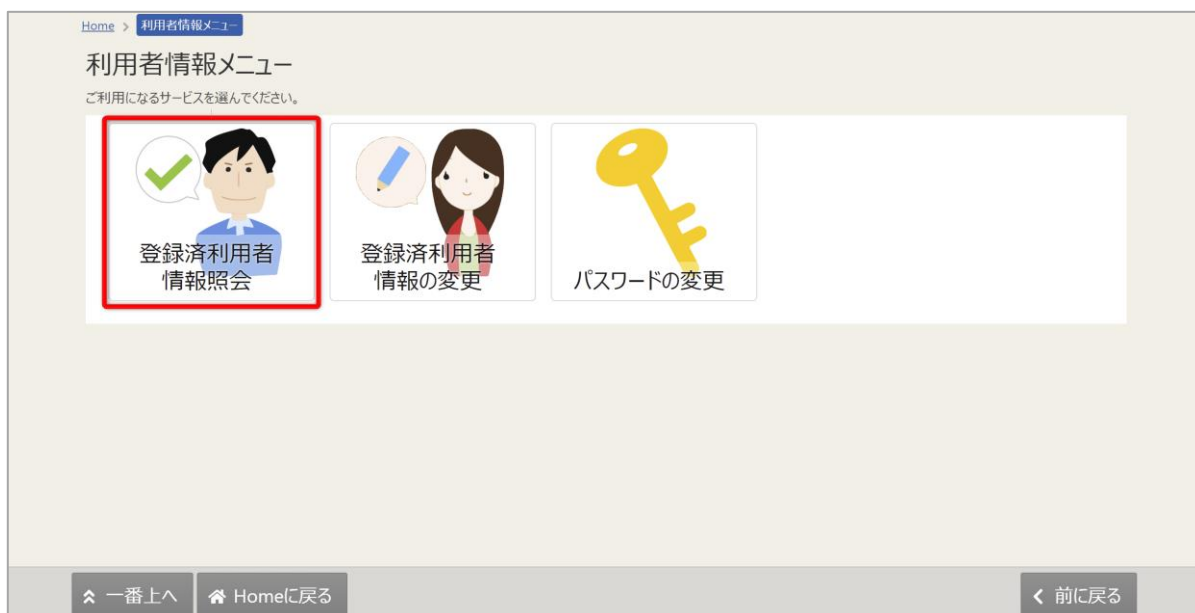 Home > 利用者情報メニュー
利用者情報メニュー
ご利用になるサービスを選んでください。
登録済利用者
情報照会
登録済利用者
情報の変更
パスワードの変更
一番上へ
Homeに戻る
前に戻る